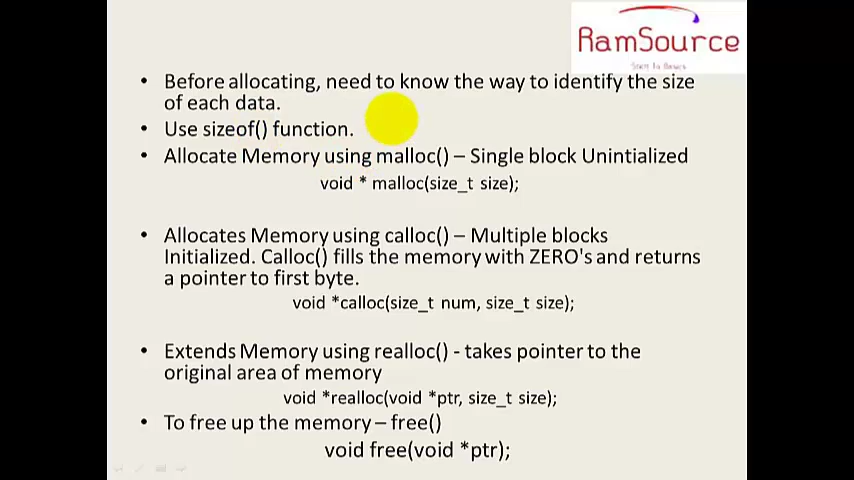 RamSource
• Before allocating, need to know the way to identify the size
of each data.
• Use sizeof() function.
• Allocate Memory using malloc() – Single block Unintialized
void * malloc(size_t size);
• Allocates Memory using calloc() – Multiple blocks
Initialized. Calloc() fills the memory with ZERO's and returns
a pointer to first byte.
void *calloc(size_t num, size_t size);
• Extends Memory using realloc() - takes pointer to the
original area of memory
void *realloc(void *ptr, size_t size);
• To free up the memory – free()
void free(void *ptr);